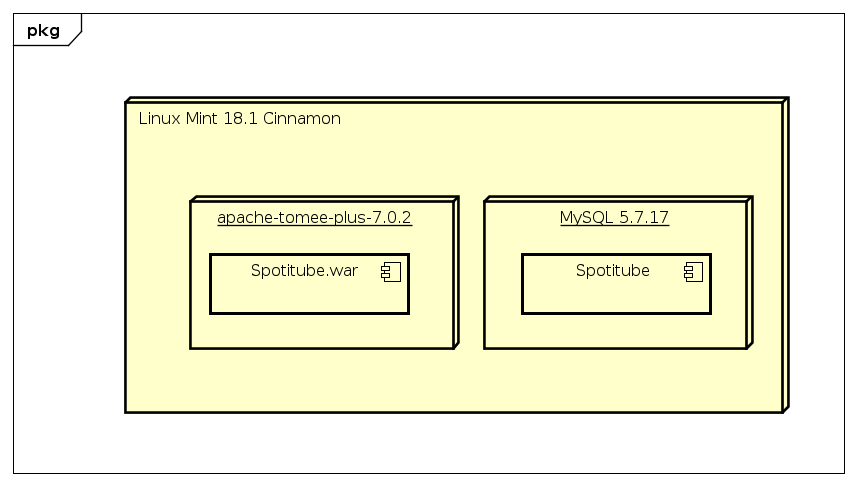 pkg
Linux Mint 18.1 Cinnamon
apache-tomee-plus-7.0.2
Spotitube.war
MySQL 5.7.17
Spotitube